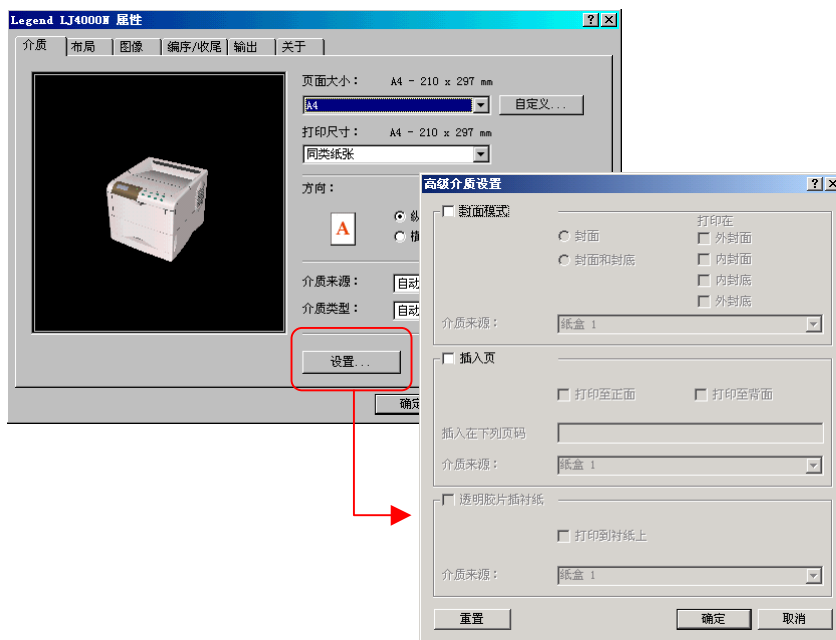 Legend LJ4000N 属性
介质 布局 图像 编序/收尾 输出 关于
页面大小： A4 - 210 x 297 mm
A4 自定义...
打印尺寸： A4 - 210 x 297 mm
同类纸张
方向：
A
纵
横
介质来源： 自动
介质类型： 自动
设置...
确定
高级介质设置
封面模式
打印在
封面
外封面
封面和封底
内封面
内封底
外封底
介质来源： 纸盒 1
插入页
打印至正面 打印至背面
插入在下列页码
介质来源： 纸盒 1
透明胶片插衬纸
打印到衬纸上
介质来源： 纸盒 1
重置 确定 取消